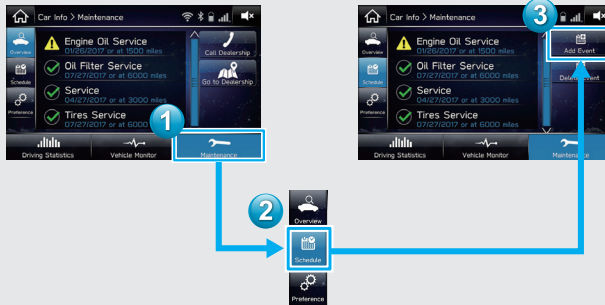 Car Info > Maintenance
Overview
Schedule
Preference
Engine Oil Service
01/26/2017 or at 1500 miles
Oil Filter Service
07/27/2017 or at 6000 miles
Service
04/27/2017 or at 3000 miles
Tires Service
07/27/2017 or at 6000
Call Dealership
Go to Dealership
1
Driving Statistics
Vehicle Monitor
Maintenance
2
Overview
Schedule
Preference
3
Car Info > Maintenance
Overview
Schedule
Preference
Engine Oil Service
01/26/2017 or at 1500 miles
Oil Filter Service
07/27/2017 or at 6000 miles
Service
04/27/2017 or at 3000 miles
Tires Service
07/27/2017 or at 6000 miles
Add Event
Driving Statistics
Vehicle Monitor
Maintenance